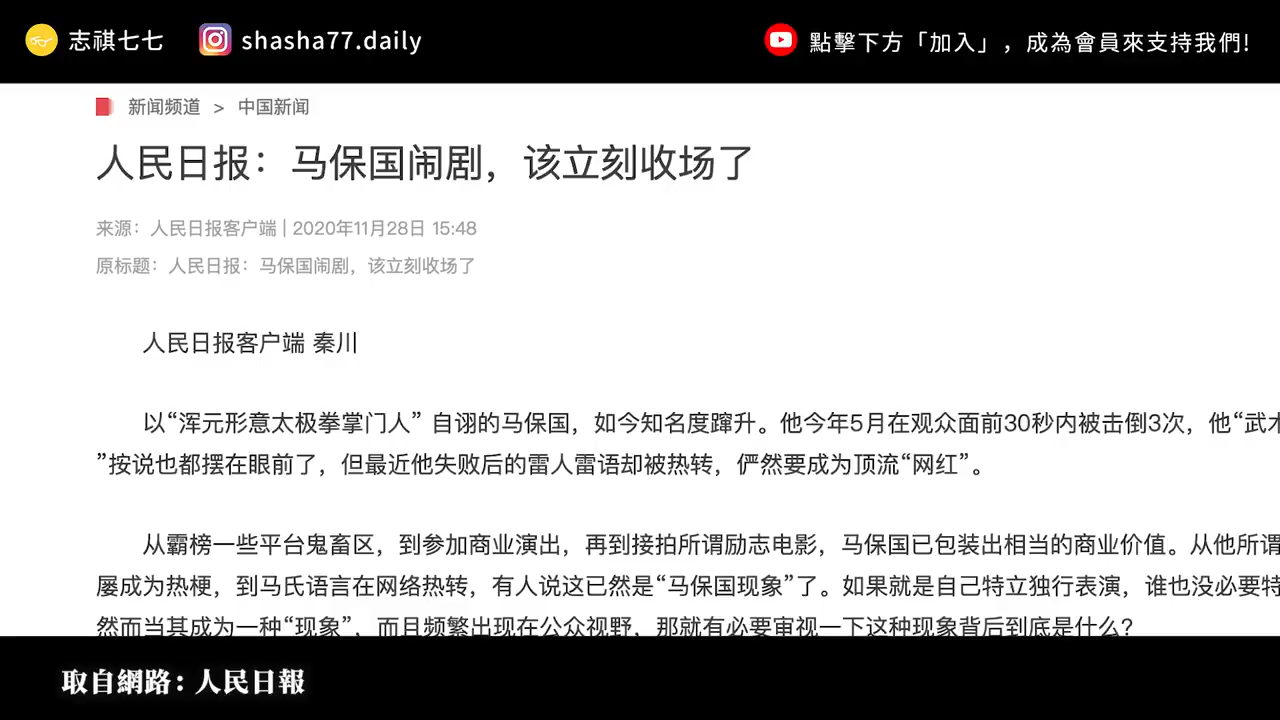 志祺七七 shasha77.daily 點擊下方「加入」，成為會員來支持我們!
新闻频道 > 中国新闻
人民日报：马保国闹剧，该立刻收场了
来源：人民日报客户端 | 2020年11月28日 15:48
原标题：人民日报：马保国闹剧，该立刻收场了
人民日报客户端 秦川
以“浑元形意太极拳掌门人” 自诩的马保国，如今知名度蹿升。他今年5月在观众面前30秒内被击倒3次，他“武术
”按说也都摆在眼前了，但最近他失败后的雷人雷语却被热转，俨然要成为顶流“网红”。
从霸榜一些平台鬼畜区，到参加商业演出，再到接拍所谓励志电影，马保国已包装出相当的商业价值。从他所谓
屡成为热梗，到马氏语言在网络热转，有人说这已然是“马保国现象”了。如果就是自己特立独行表演，谁也没必要特
然而当其成为一种“现象”，而且频繁出现在公众视野，那就有必要审视一下这种现象背后到底是什么？
取自網路：人民日報